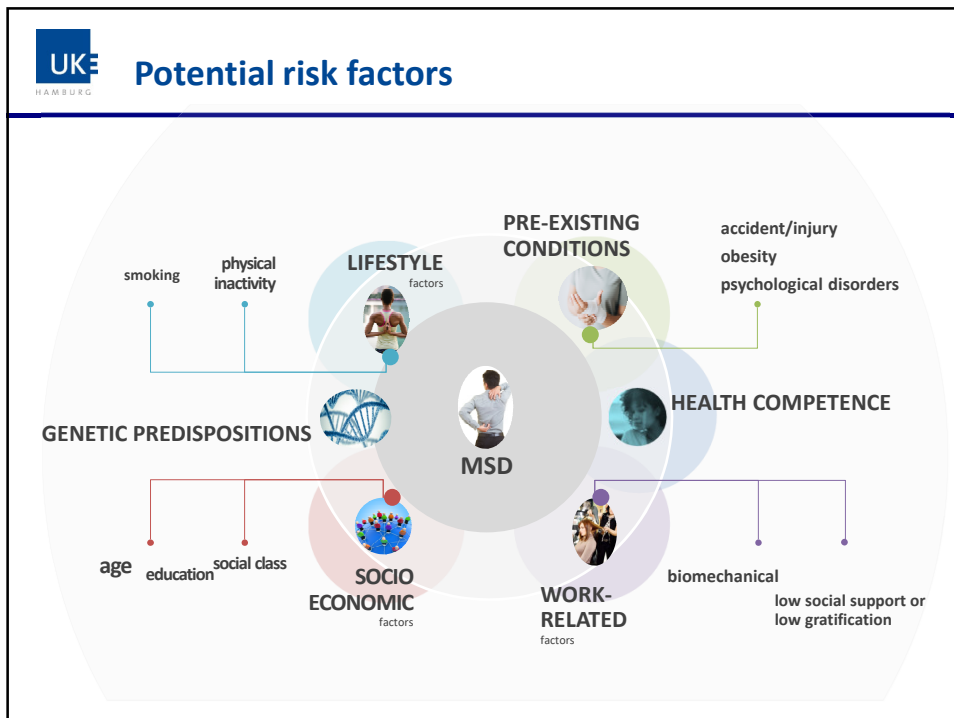 UKE
HAMBURG
Potential risk factors
PRE-EXISTING
CONDITIONS
accident/injury
obesity
psychological disorders
LIFESTYLE
factors
smoking
physical
inactivity
HEALTH COMPETENCE
GENETIC PREDISPOSITIONS
MSD
age
education
social class
SOCIO
ECONOMIC
factors
WORK-
RELATED
factors
biomechanical
low social support or
low gratification